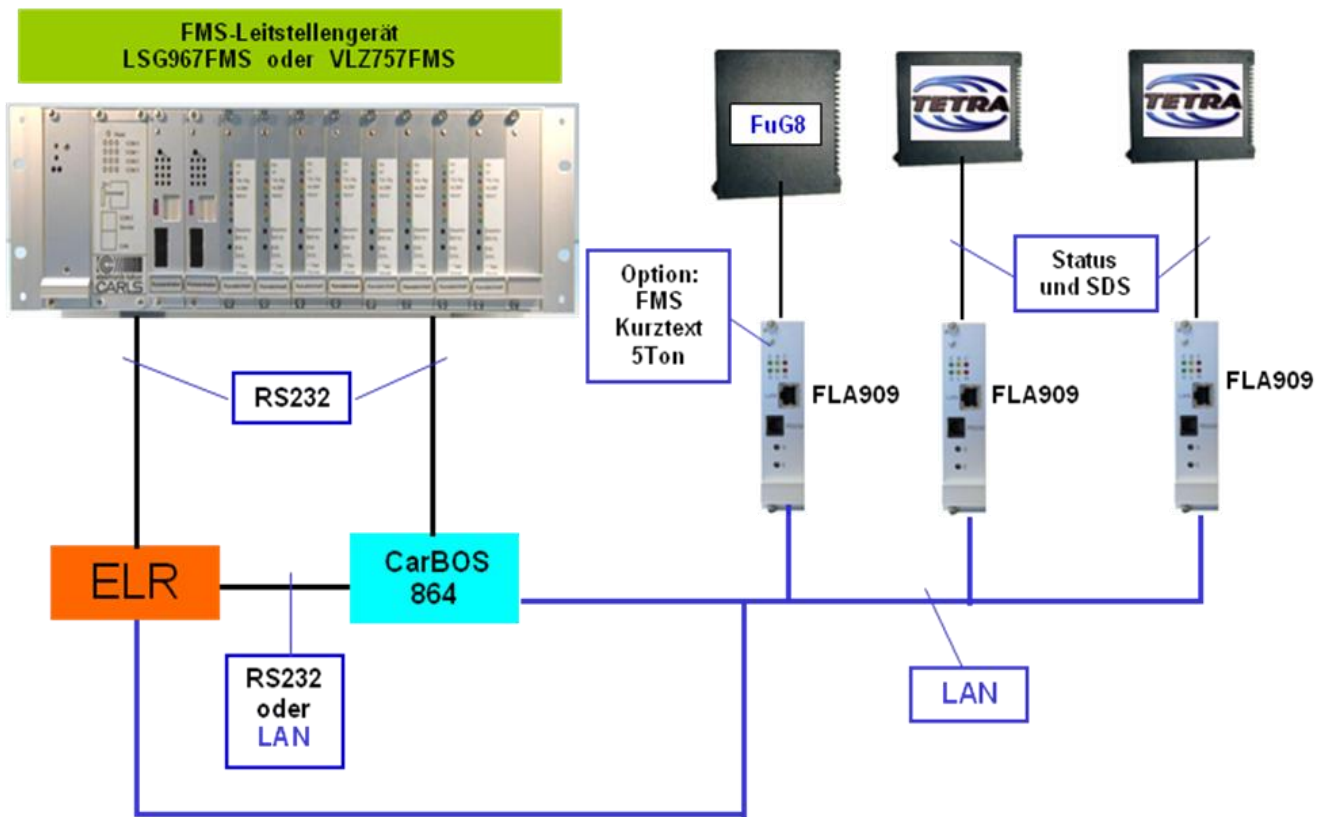 FMS-Leitstellengerät
LSG967FMS oder VLZ757FMS
FuG8
TETRA
TETRA
Option:
FMS
Kurztext
5Ton
Status
und SDS
CARLS
RS232
FLA909
FLA909
FLA909
ELR
CarBOS
864
RS232
oder
LAN
LAN